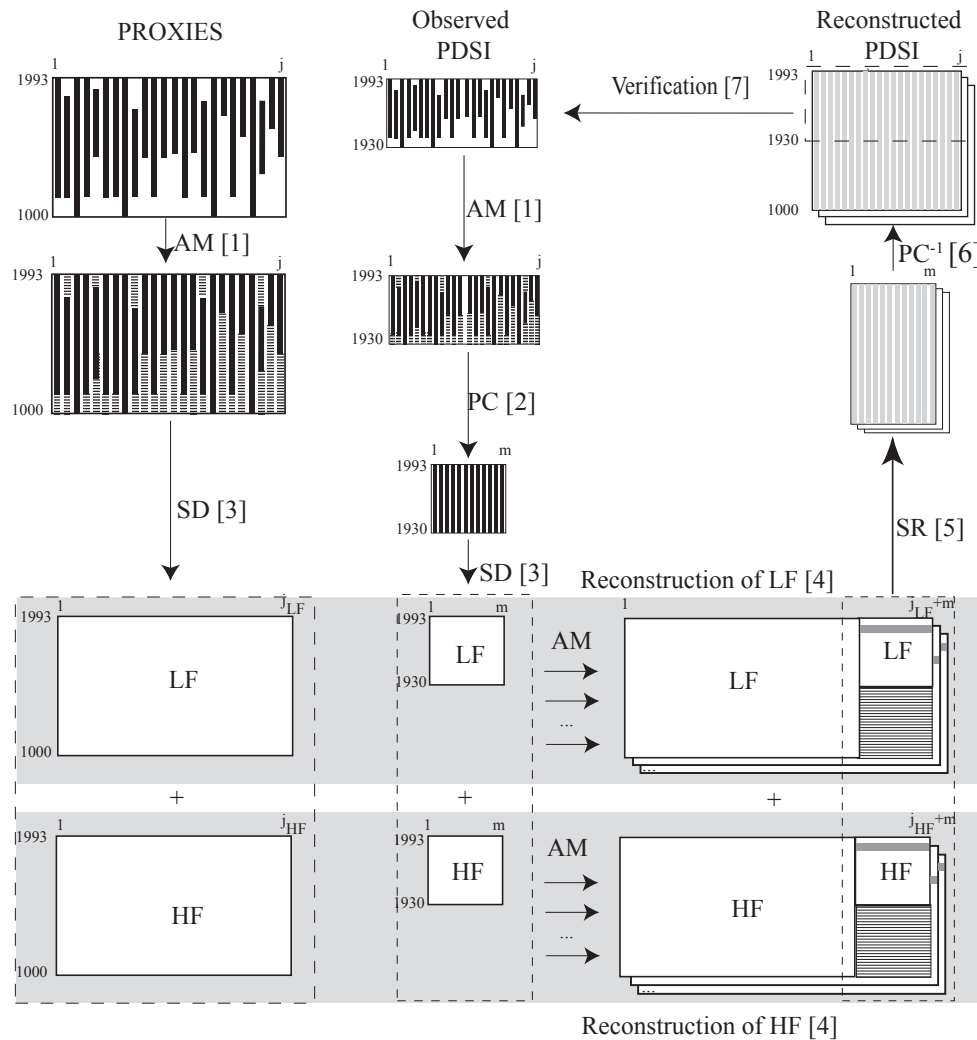 PROXIES
1 j
1993
1000
AM [1]
1993
1000
SD [3]
Observed
PDSI
1 j
1993
1930
AM [1]
1 j
1993
1930
PC [2]
1 m
1993
1930
SD [3]
Reconstructed
PDSI
1 j
1993
1930
1000
Verification [7]
PC-1 [6]
1 m
SR [5]
Reconstruction of LF [4]
1 jLF
1993
LF
1000
1 m
1993
LF
1930
AM
...
1 jLF+m
LF
LF
...
+ + +
1 jHF
1993
HF
1000
1 m
1993
HF
1930
AM
...
jHF+m
HF
HF
...
Reconstruction of HF [4]